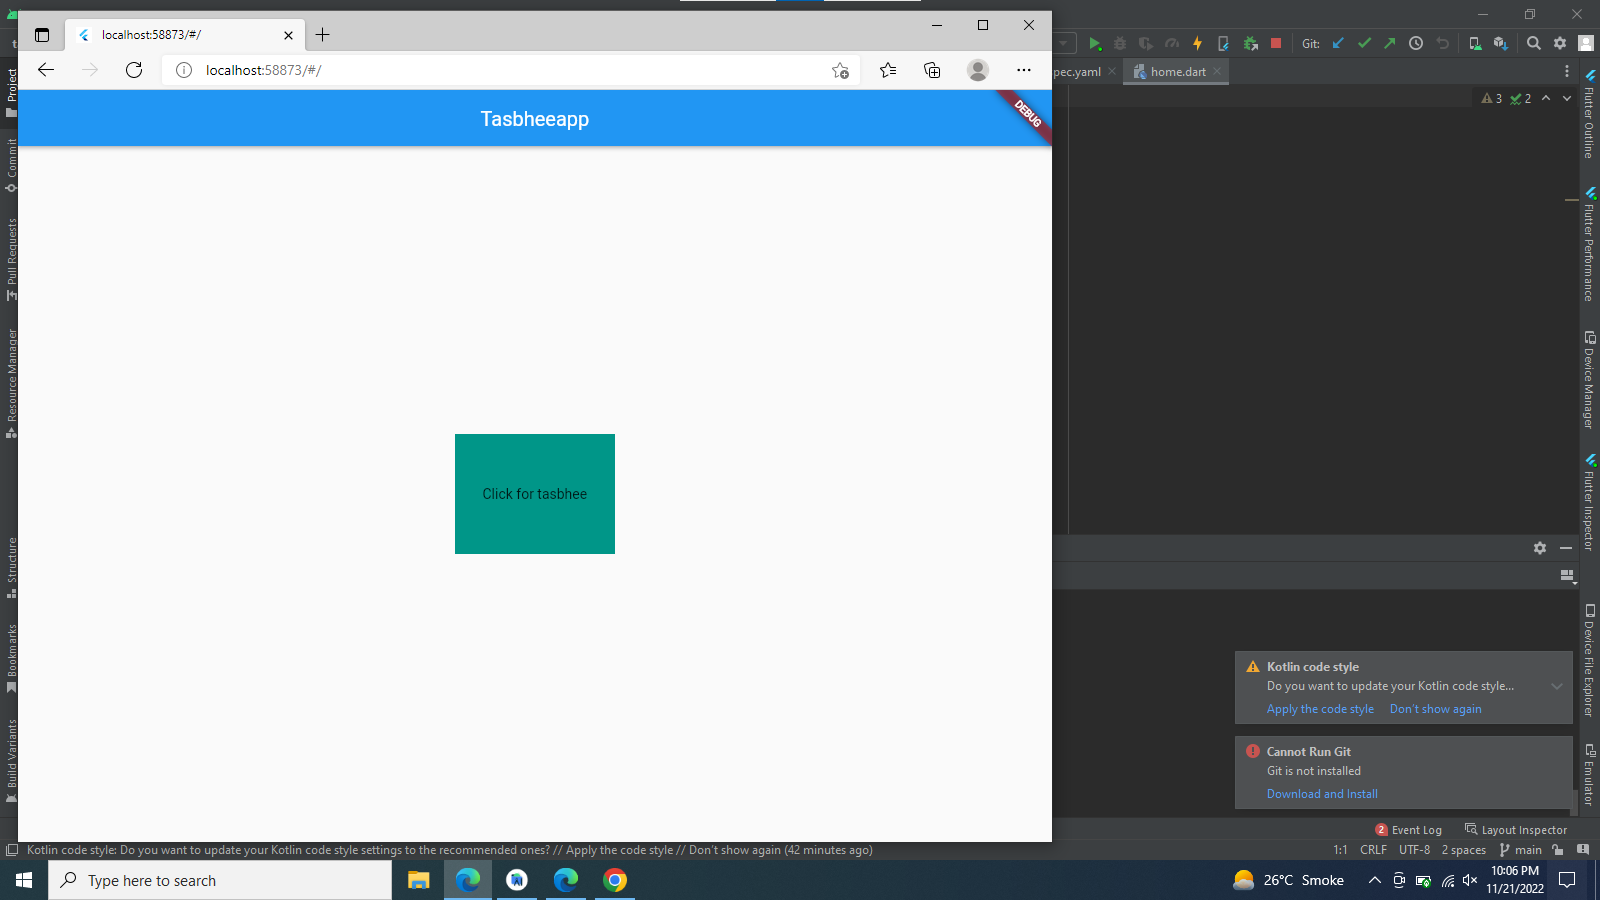 localhost:58873/#/
localhost:58873/#/
Tasbheeapp
DEBUG
Click for tasbhee
Git:
pec.yaml
home.dart
3
2
Project
Commit
Pull Requests
Resource Manager
Structure
Bookmarks
Build Variants
Flutter Outline
Flutter Performance
Device Manager
Flutter Inspector
Device File Explorer
Emulator
Kotlin code style
Do you want to update your Kotlin code style...
Apply the code style Don't show again
Cannot Run Git
Git is not installed
Download and Install
2 Event Log Layout Inspector
Kotlin code style: Do you want to update your Kotlin code style settings to the recommended ones? // Apply the code style // Don't show again (42 minutes ago)
1:1 CRLF UTF-8 2 spaces main
Type here to search
26°C Smoke
10:06 PM
11/21/2022